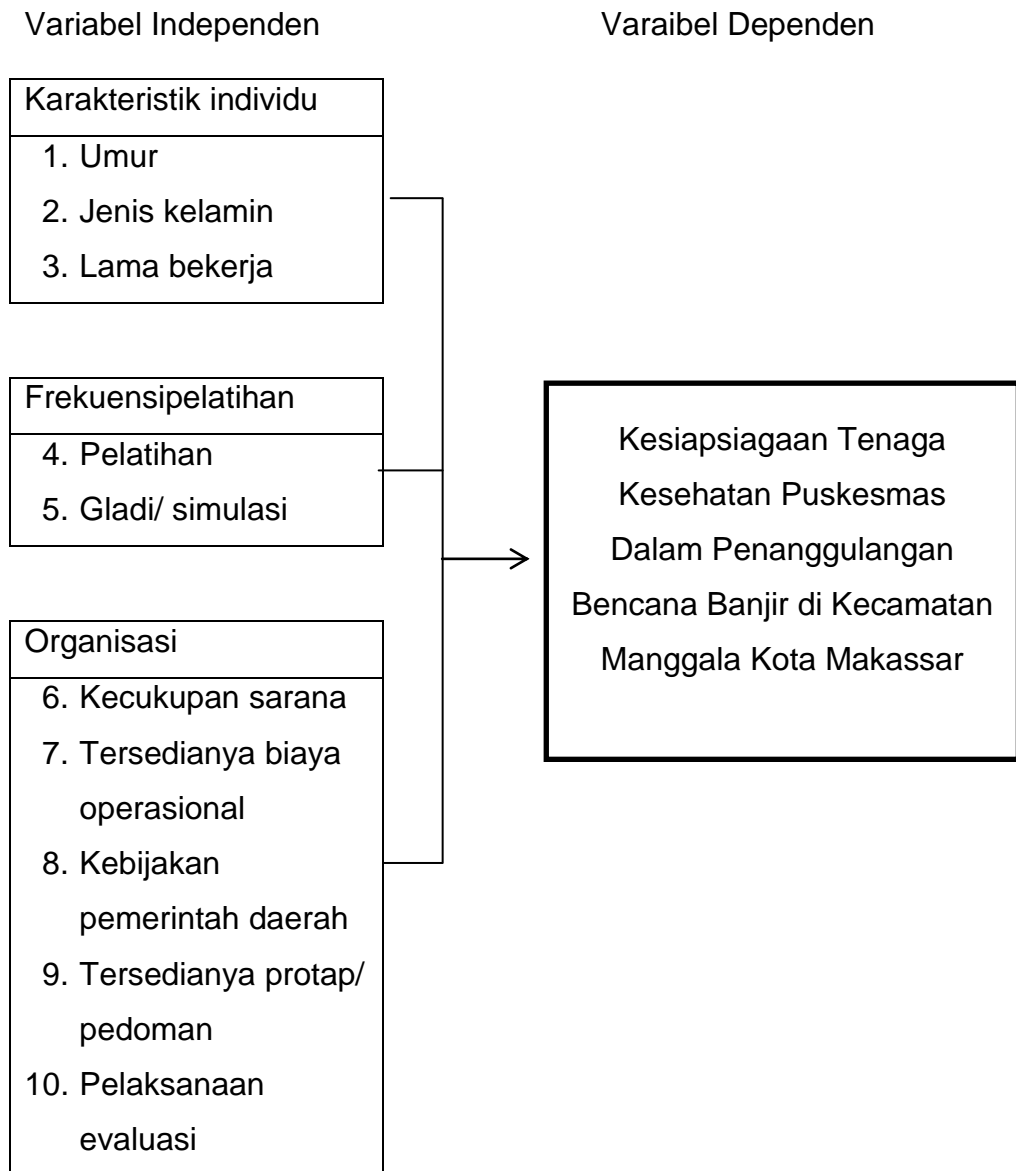 Variabel Independen
Varaibel Dependen
Karakteristik individu
1. Umur
2. Jenis kelamin
3. Lama bekerja
Frekuensipelatihan
4. Pelatihan
5. Gladi/ simulasi
Organisasi
6. Kecukupan sarana
7. Tersedianya biaya
operasional
8. Kebijakan
pemerintah daerah
9. Tersedianya protap/
pedoman
10. Pelaksanaan
evaluasi
Kesiapsiagaan Tenaga
Kesehatan Puskesmas
Dalam Penanggulangan
Bencana Banjir di Kecamatan
Manggala Kota Makassar